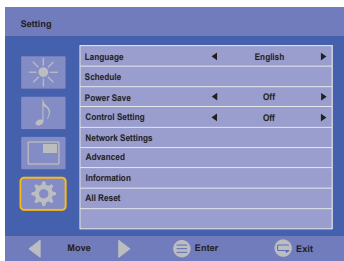 Setting
Language English
Schedule
Power Save Off
Control Setting Off
Network Settings
Advanced
Information
All Reset
Move Enter Exit